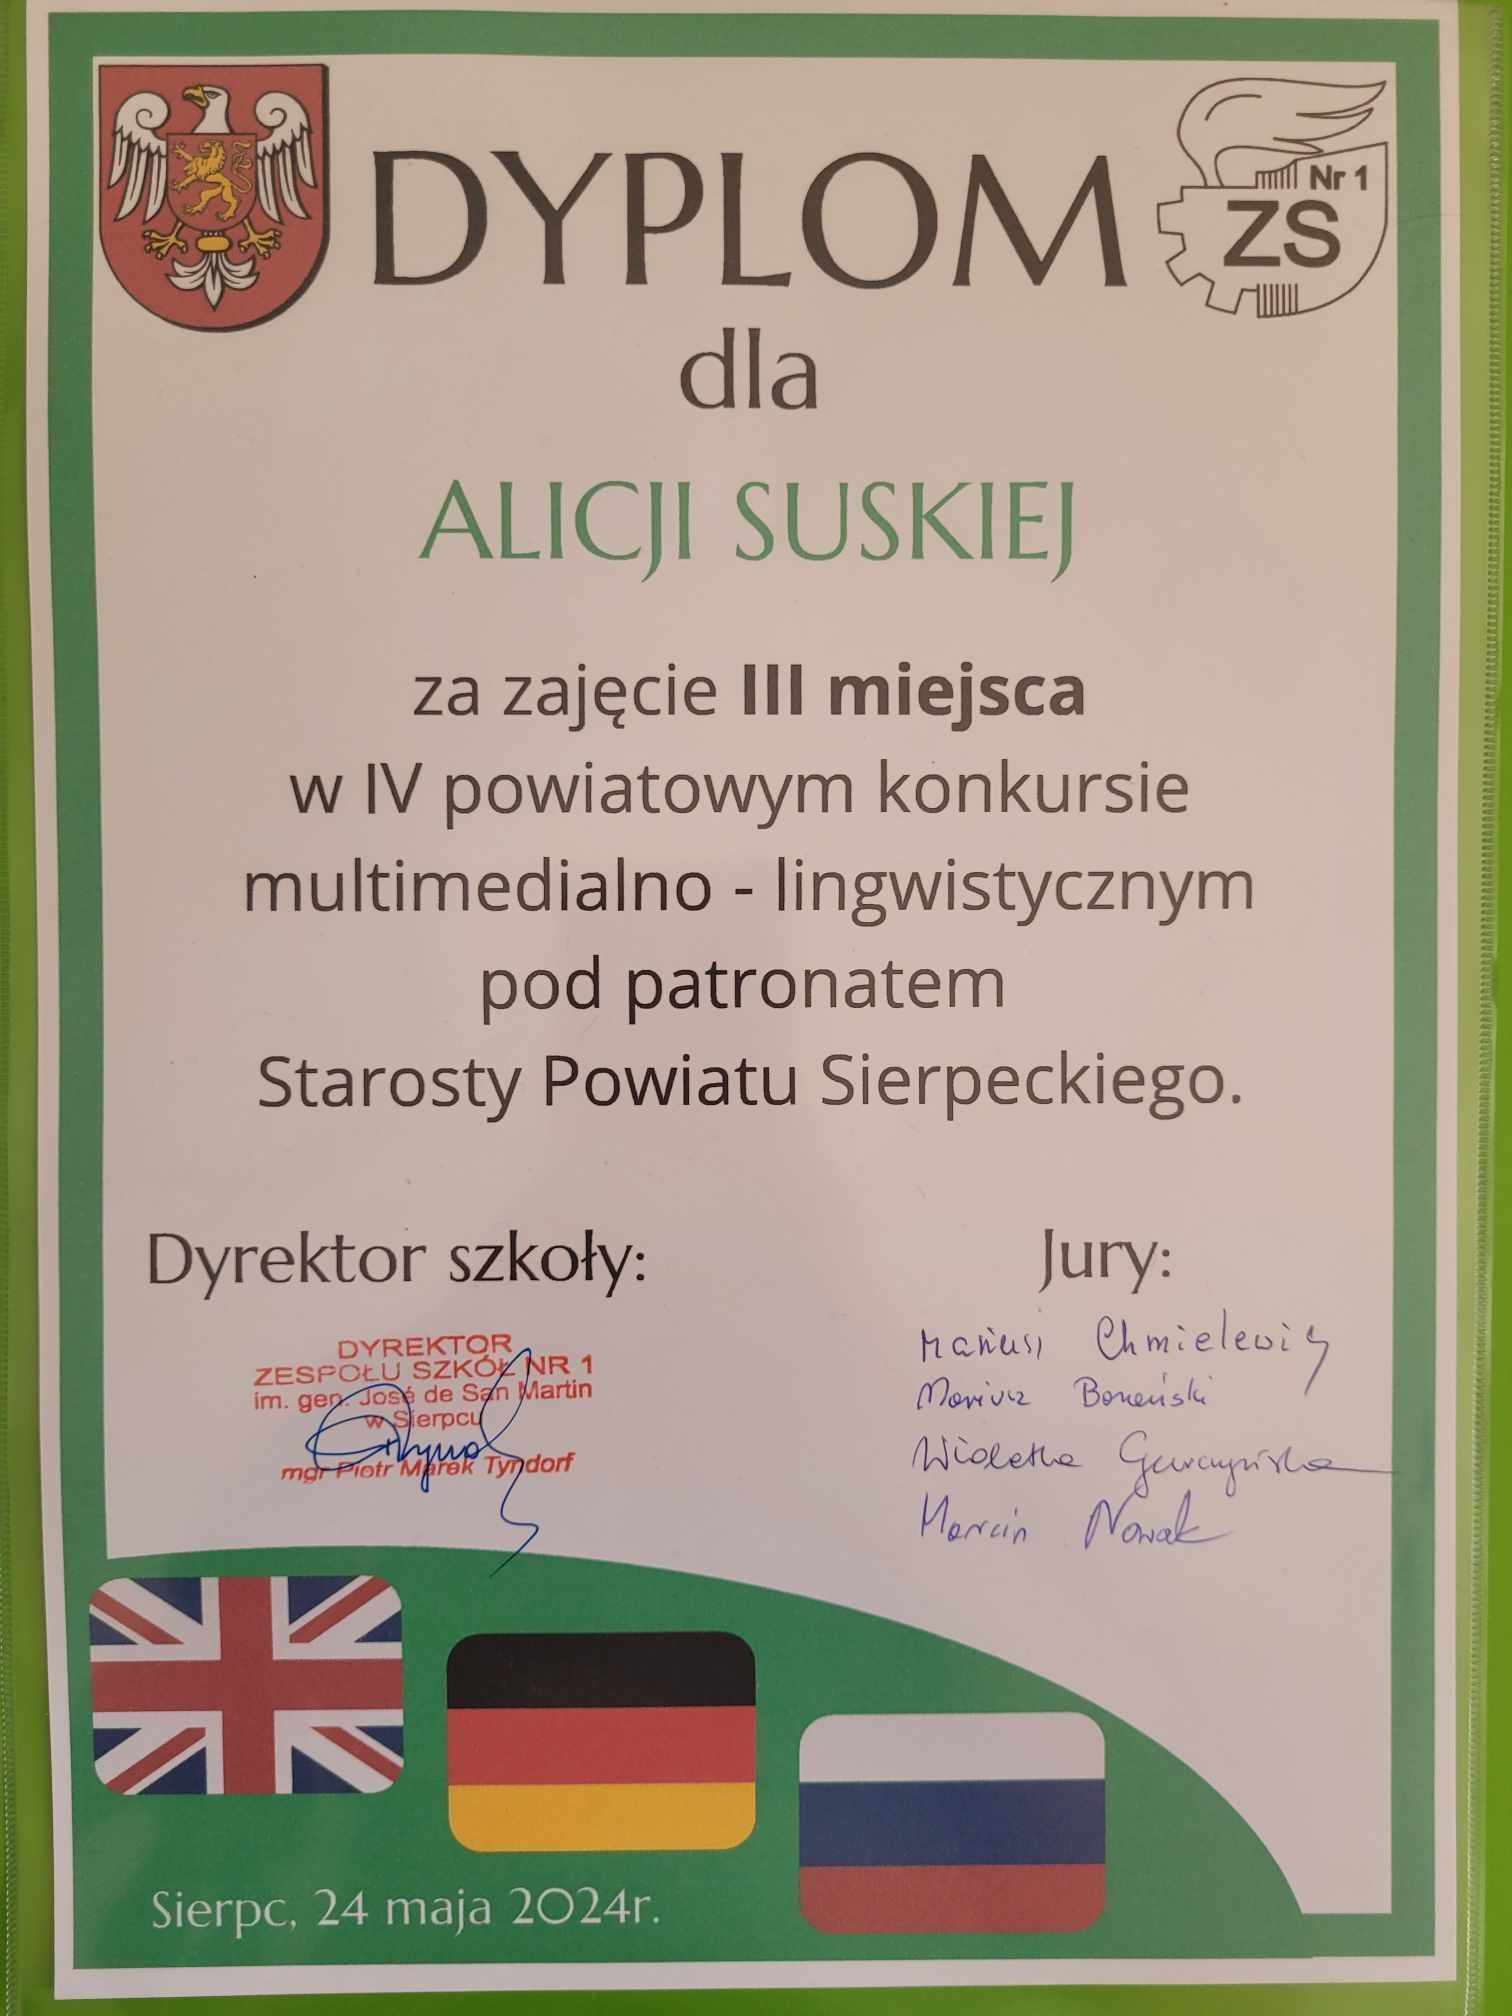 DYPLOM
Nr 1
ZS
dla
ALICJI SUSKIEJ
za zajęcie III miejsca
w IV powiatowym konkursie
multimedialno - lingwistycznym
pod patronatem
Starosty Powiatu Sierpeckiego.
Dyrektor szkoły:
DYREKTOR
ZESPOŁU SZKÓŁ NR 1
im. gen. José de San Martin
w Sierpcu
mgr Piotr Marek Tyndorf
Jury:
Mariusz
Mariusz
Wioletta
Marcin Nowak
Sierpc, 24 maja 2024r.